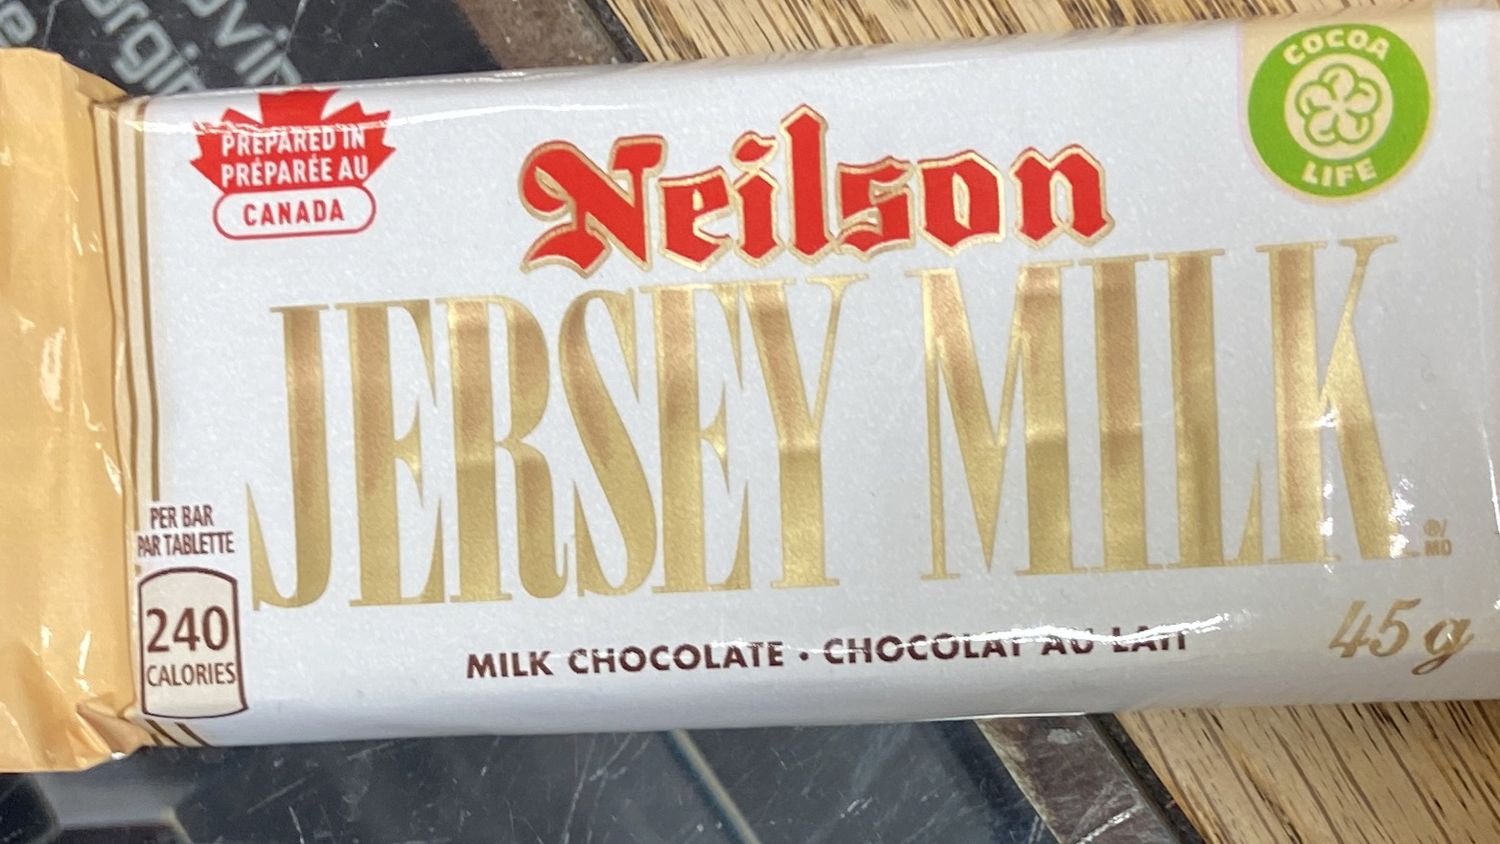 PREPARED IN
PRÉPARÉE AU
CANADA
Neilson
COCOA
LIFE
JERSEY MILK
®/
MD
PER BAR
PAR TABLETTE
240
CALORIES
MILK CHOCOLATE • CHOCOLAT AU LAIT
45 g